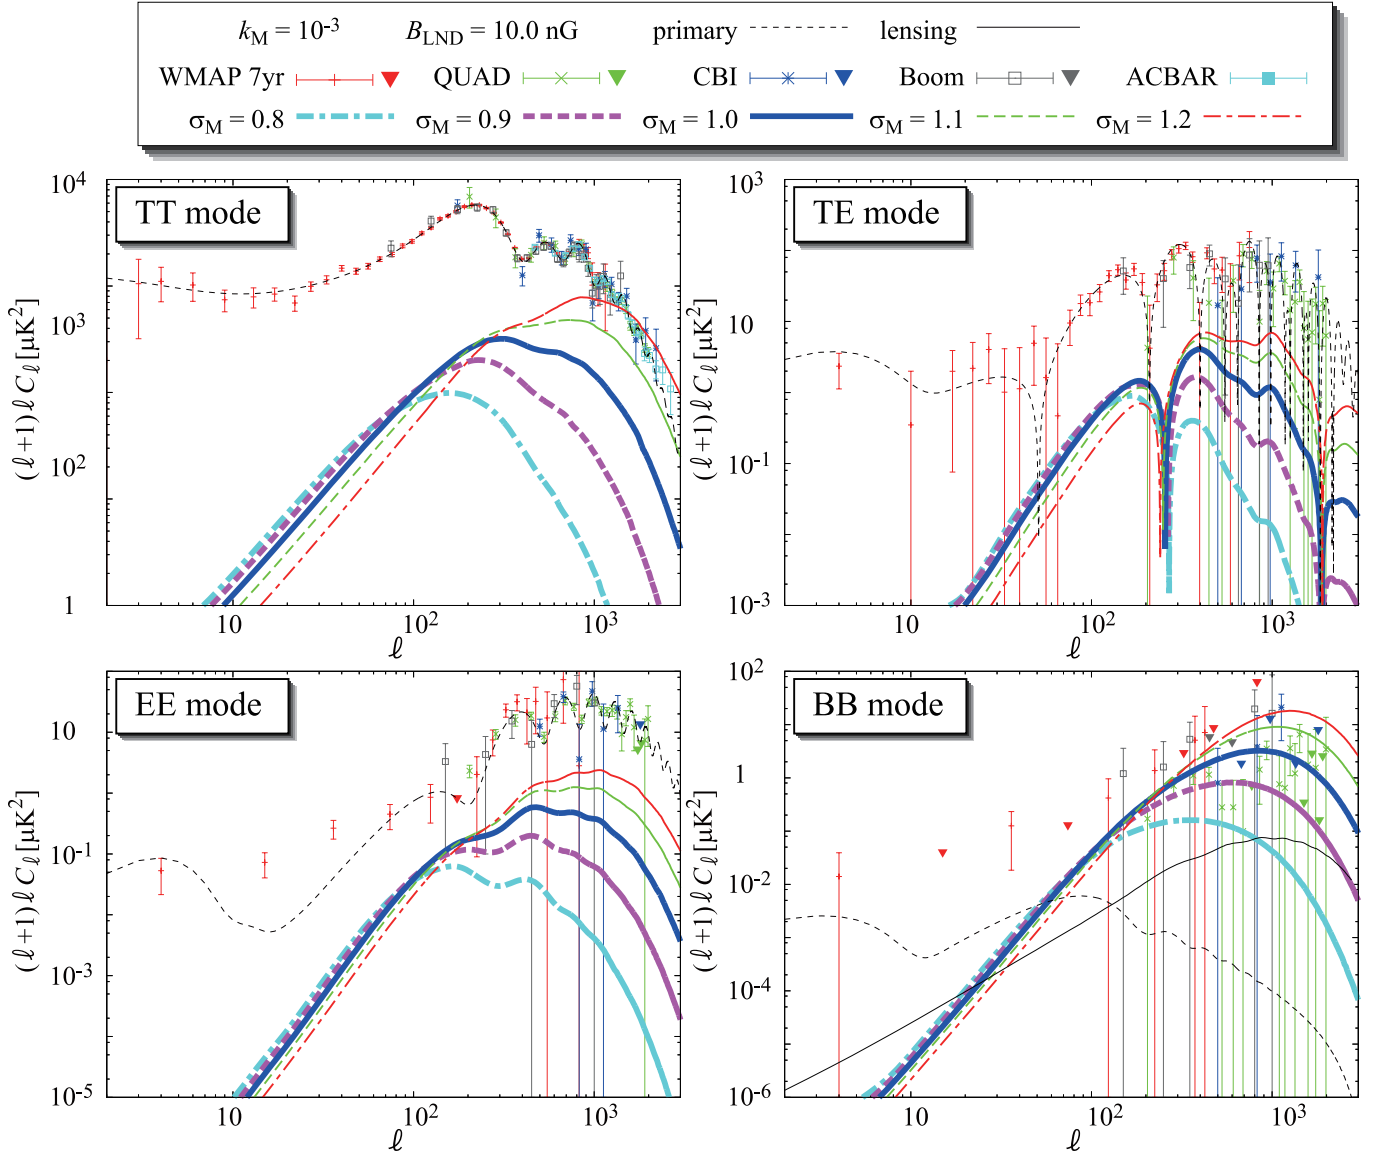 k_M = 10^-3 B_LND = 10.0 nG primary lensing
WMAP 7yr QUAD CBI Boom ACBAR
σ_M = 0.8 σ_M = 0.9 σ_M = 1.0 σ_M = 1.1 σ_M = 1.2
TT mode
(ℓ+1) ℓ C_ℓ [μK^2]
10^4
10^3
10^2
1
10 10^2 10^3
ℓ
TE mode
(ℓ+1) ℓ C_ℓ [μK^2]
10^3
10
10^-1
10^-3
10 10^2 10^3
ℓ
EE mode
(ℓ+1) ℓ C_ℓ [μK^2]
10
10^-1
10^-3
10^-5
10 10^2 10^3
ℓ
BB mode
(ℓ+1) ℓ C_ℓ [μK^2]
10^2
1
10^-2
10^-4
10^-6
10 10^2 10^3
ℓ